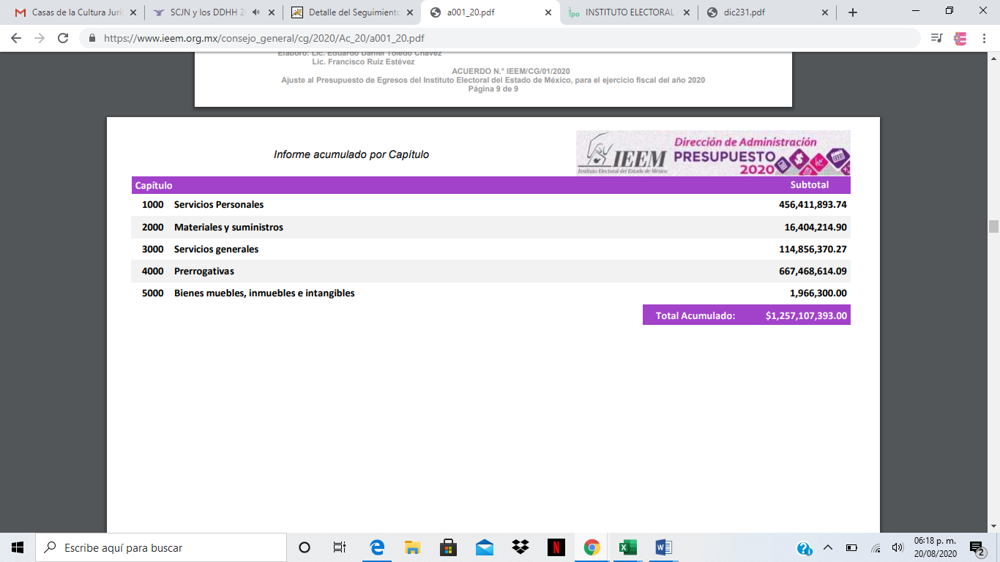 Casas de la Cultura Jurí
SCJN y los DDHH 2
Detalle del Seguimiento
a001_20.pdf
INSTITUTO ELECTORAL
dic231.pdf
https://www.ieem.org.mx/consejo_general/cg/2020/Ac_20/a001_20.pdf
Elaboró: Lic. Eduardo Daniel Toledo Chávez
Lic. Francisco Ruiz Estévez
ACUERDO N.° IEEM/CG/01/2020
Ajuste al Presupuesto de Egresos del Instituto Electoral del Estado de México, para el ejercicio fiscal del año 2020
Página 9 de 9
Informe acumulado por Capítulo
IEEM
Instituto Electoral del Estado de México
Dirección de Administración
PRESUPUESTO
2020
Capítulo Subtotal
1000 Servicios Personales 456,411,893.74
2000 Materiales y suministros 16,404,214.90
3000 Servicios generales 114,856,370.27
4000 Prerrogativas 667,468,614.09
5000 Bienes muebles, inmuebles e intangibles 1,966,300.00
Total Acumulado: $1,257,107,393.00
Escribe aquí para buscar
06:18 p. m.
20/08/2020
2